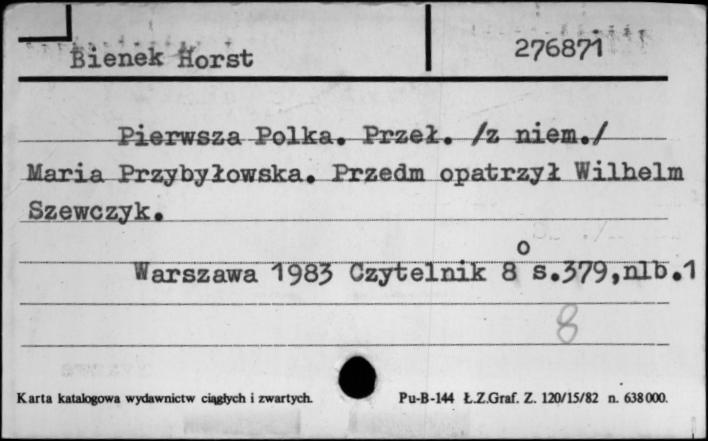 Bienek Horst 276871
Pierwsza Polka. Przeł. /z niem./
Maria Przybyłowska. Przedm opatrzył Wilhelm
Szewczyk.
Warszawa 1983 Czytelnik 8° s.379,nlb.1
8
Karta katalogowa wydawnictw ciągłych i zwartych. Pu-B-144 Ł.Z.Graf. Z. 120/15/82 n. 638000.